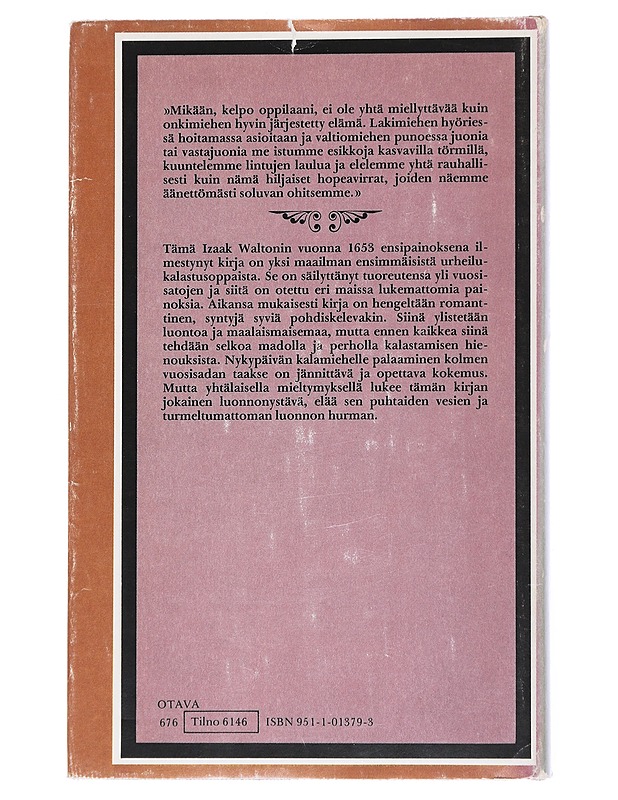 »Mikään, kelpo oppilaani, ei ole yhtä miellyttävää kuin
onkimiehen hyvin järjestetty elämä. Lakimiehen hyöries-
sä hoitamassa asioitaan ja valtiomiehen punoessa juonia
tai vastajuonia me istumme esikkoja kasvavilla törmillä,
kuuntelemme lintujen laulua ja elelemme yhtä rauhalli-
sesti kuin nämä hiljaiset hopeavirrat, joiden näemme
äänettömästi soluvan ohitsemme.»
Tämä Izaak Waltonin vuonna 1653 ensipainoksena il-
mestynyt kirja on yksi maailman ensimmäisistä urheilu-
kalastusoppaista. Se on säilyttänyt tuoreutensa yli vuosi-
satojen ja siitä on otettu eri maissa lukemattomia pai-
noksia. Aikansa mukaisesti kirja on hengeltään romant-
tinen, syntyjä syviä pohdiskelevakin. Siinä ylistetään
luontoa ja maalaismaisemaa, mutta ennen kaikkea siinä
tehdään selkoa madolla ja perholla kalastamisen hie-
nouksista. Nykypäivän kalamiehelle palaaminen kolmen
vuosisadan taakse on jännittävä ja opettava kokemus.
Mutta yhtäläisellä mieltymyksellä lukee tämän kirjan
jokainen luonnonystävä, elää sen puhtaiden vesien ja
turmeltumattoman luonnon hurman.
OTAVA
676 Tilno 6146 ISBN 951-1-01379-3